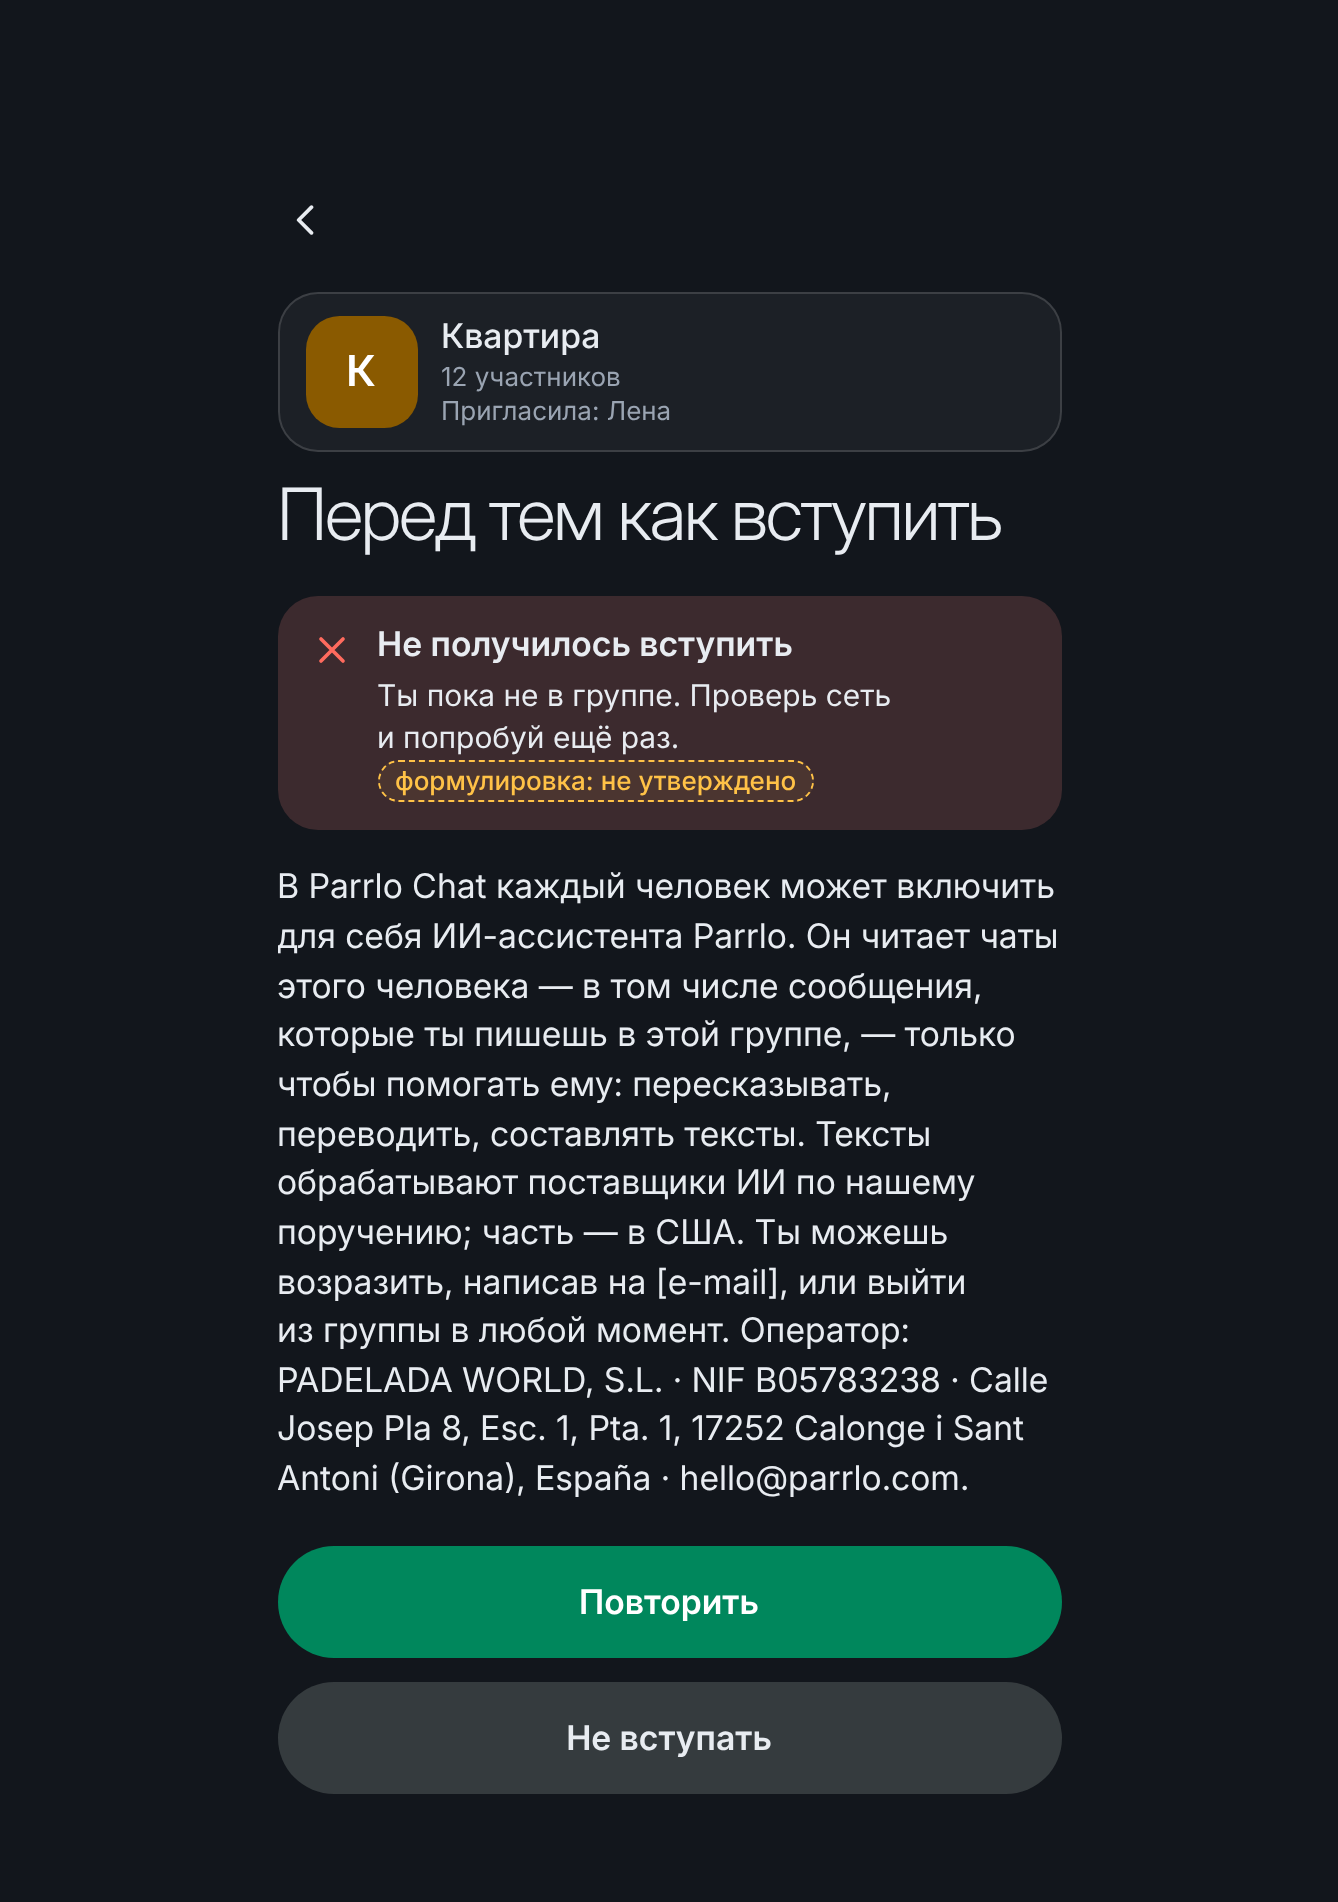 К
Квартира
12 участников
Пригласила: Лена
Перед тем как вступить
Не получилось вступить
Ты пока не в группе. Проверь сеть
и попробуй ещё раз.
формулировка: не утверждено
В Parrlo Chat каждый человек может включить
для себя ИИ-ассистента Parrlo. Он читает чаты
этого человека — в том числе сообщения,
которые ты пишешь в этой группе, — только
чтобы помогать ему: пересказывать,
переводить, составлять тексты. Тексты
обрабатывают поставщики ИИ по нашему
поручению; часть — в США. Ты можешь
возразить, написав на [e-mail], или выйти
из группы в любой момент. Оператор:
PADELADA WORLD, S.L. · NIF B05783238 · Calle
Josep Pla 8, Esc. 1, Pta. 1, 17252 Calonge i Sant
Antoni (Girona), España · hello@parrlo.com.
Повторить
Не вступать